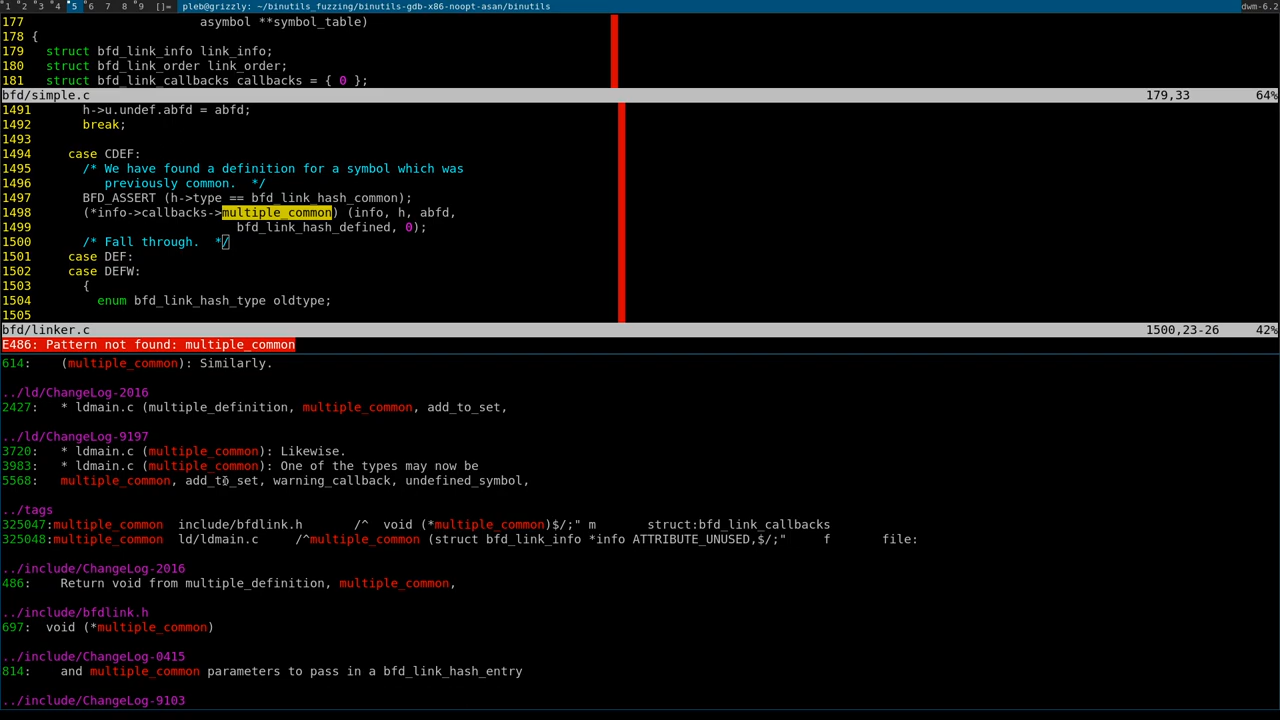 1 2 3 4 5 6 7 8 9 []= pleb@grizzly: ~/binutils_fuzzing/binutils-gdb-x86-noopt-asan/binutils dwm-6.2
177                       asymbol **symbol_table)
178 {
179   struct bfd_link_info link_info;
180   struct bfd_link_order link_order;
181   struct bfd_link_callbacks callbacks = { 0 };
bfd/simple.c 179,33 64%
1491       h->u.undef.abfd = abfd;
1492       break;
1493
1494     case CDEF:
1495       /* We have found a definition for a symbol which was
1496          previously common.  */
1497       BFD_ASSERT (h->type == bfd_link_hash_common);
1498       (*info->callbacks->multiple_common) (info, h, abfd,
1499                            bfd_link_hash_defined, 0);
1500       /* Fall through.  */
1501     case DEF:
1502     case DEFW:
1503       {
1504         enum bfd_link_hash_type oldtype;
1505
bfd/linker.c 1500,23-26 42%
E486: Pattern not found: multiple_common
614:    (multiple_common): Similarly.
../ld/ChangeLog-2016
2427:   * ldmain.c (multiple_definition, multiple_common, add_to_set,
../ld/ChangeLog-9197
3720:   * ldmain.c (multiple_common): Likewise.
3983:   * ldmain.c (multiple_common): One of the types may now be
5568:   multiple_common, add_to_set, warning_callback, undefined_symbol,
../tags
325047:multiple_common  include/bfdlink.h       /^  void (*multiple_common)$/;" m       struct:bfd_link_callbacks
325048:multiple_common  ld/ldmain.c     /^multiple_common (struct bfd_link_info *info ATTRIBUTE_UNUSED,$/;"     f       file:
../include/ChangeLog-2016
486:    Return void from multiple_definition, multiple_common,
../include/bfdlink.h
697:  void (*multiple_common)
../include/ChangeLog-0415
814:    and multiple_common parameters to pass in a bfd_link_hash_entry
../include/ChangeLog-9103